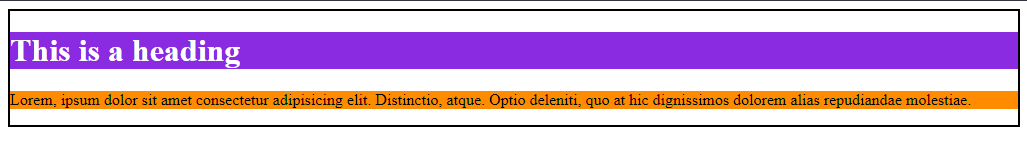 This is a heading
Lorem, ipsum dolor sit amet consectetur adipisicing elit. Distinctio, atque. Optio deleniti, quo at hic dignissimos dolorem alias repudiandae molestiae.